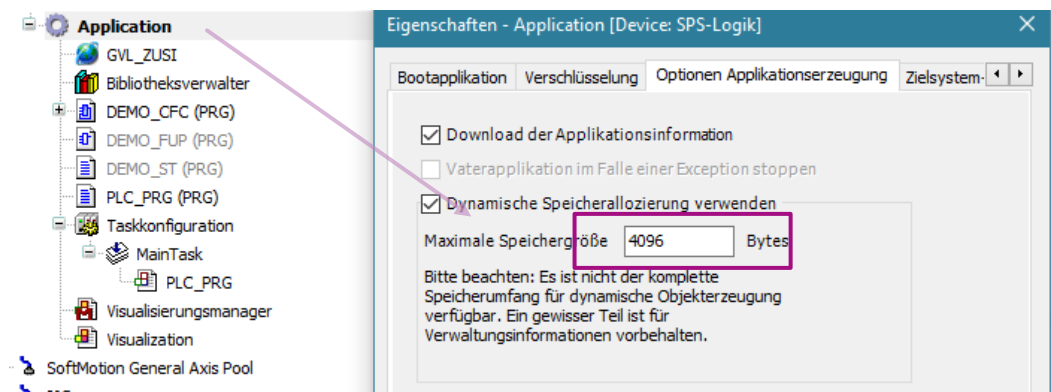 Application
GVL_ZUSI
Bibliotheksverwalter
DEMO_CFC (PRG)
DEMO_FUP (PRG)
DEMO_ST (PRG)
PLC_PRG (PRG)
Taskkonfiguration
MainTask
PLC_PRG
Visualisierungsmanager
Visualization
SoftMotion General Axis Pool
Eigenschaften - Application [Device: SPS-Logik]
Bootapplikation Verschlüsselung Optionen Applikationserzeugung Zielsystem-
Download der Applikationsinformation
Vaterapplikation im Falle einer Exception stoppen
Dynamische Speicherallozierung verwenden
Maximale Speichergröße 4096 Bytes
Bitte beachten: Es ist nicht der komplette
Speicherumfang für dynamische Objekterzeugung
verfügbar. Ein gewisser Teil ist für
Verwaltungsinformationen vorbehalten.